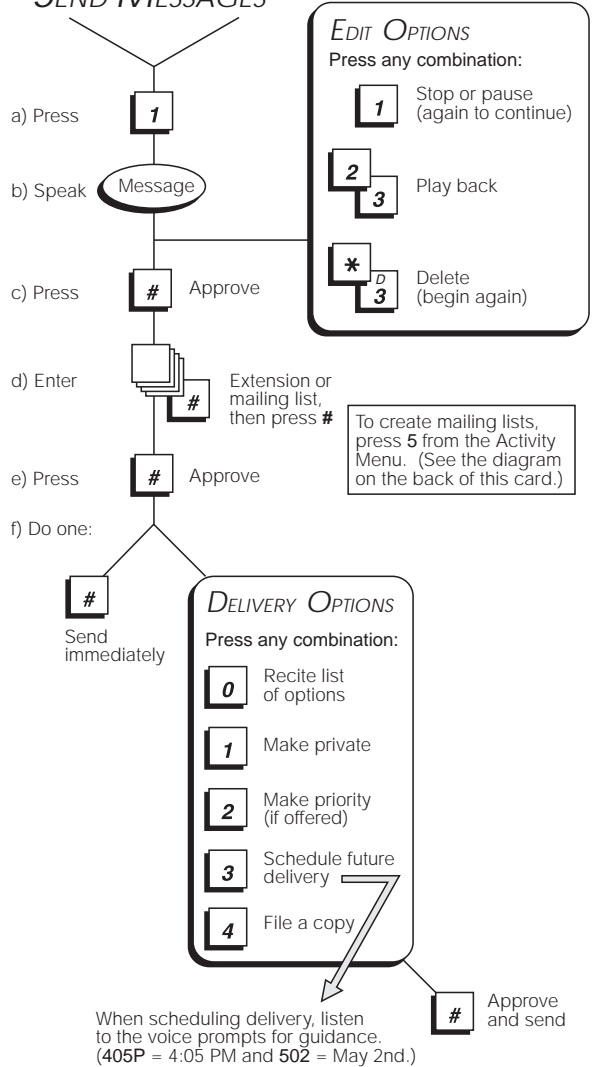 SEND MESSAGES
a) Press
1
b) Speak
Message
EDIT OPTIONS
Press any combination:
1
Stop or pause
(again to continue)
2
3
Play back
*
D
3
Delete
(begin again)
c) Press
#
Approve
d) Enter
#
Extension or
mailing list,
then press #
To create mailing lists,
press 5 from the Activity
Menu. (See the diagram
on the back of this card.)
e) Press
#
Approve
f) Do one:
#
Send
immediately
DELIVERY OPTIONS
Press any combination:
0
Recite list
of options
1
Make private
2
Make priority
(if offered)
3
Schedule future
delivery
4
File a copy
When scheduling delivery, listen
to the voice prompts for guidance.
(405P = 4:05 PM and 502 = May 2nd.)
#
Approve
and send